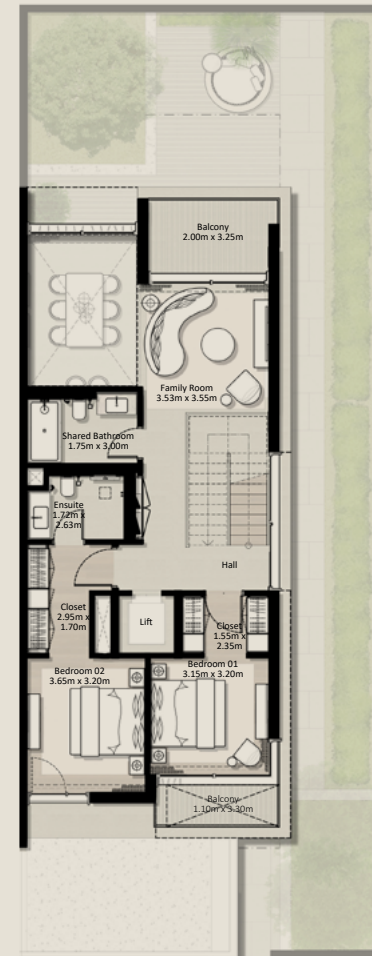 Balcony
2.00m x 3.25m
Family Room
3.53m x 3.55m
Shared Bathroom
1.75m x 3.00m
Ensuite
1.72m x
2.63m
Hall
Closet
2.95m x
1.70m
Lift
Closet
1.55m x
2.35m
Bedroom 02
3.65m x 3.20m
Bedroom 01
3.15m x 3.20m
Balcony
1.10m x 3.30m